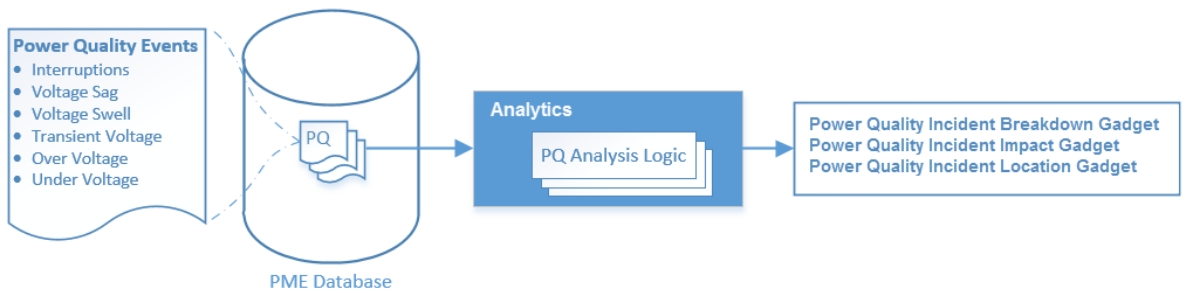 Power Quality Events
• Interruptions
• Voltage Sag
• Voltage Swell
• Transient Voltage
• Over Voltage
• Under Voltage
PQ
PME Database
Analytics
PQ Analysis Logic
Power Quality Incident Breakdown Gadget
Power Quality Incident Impact Gadget
Power Quality Incident Location Gadget